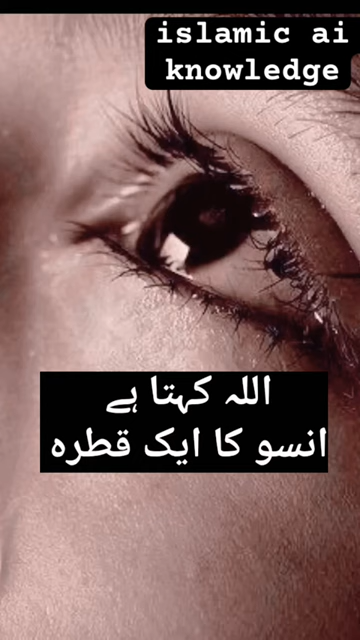 islamic ai
knowledge
اللہ کہتا ہے
انسو کا ایک قطرہ